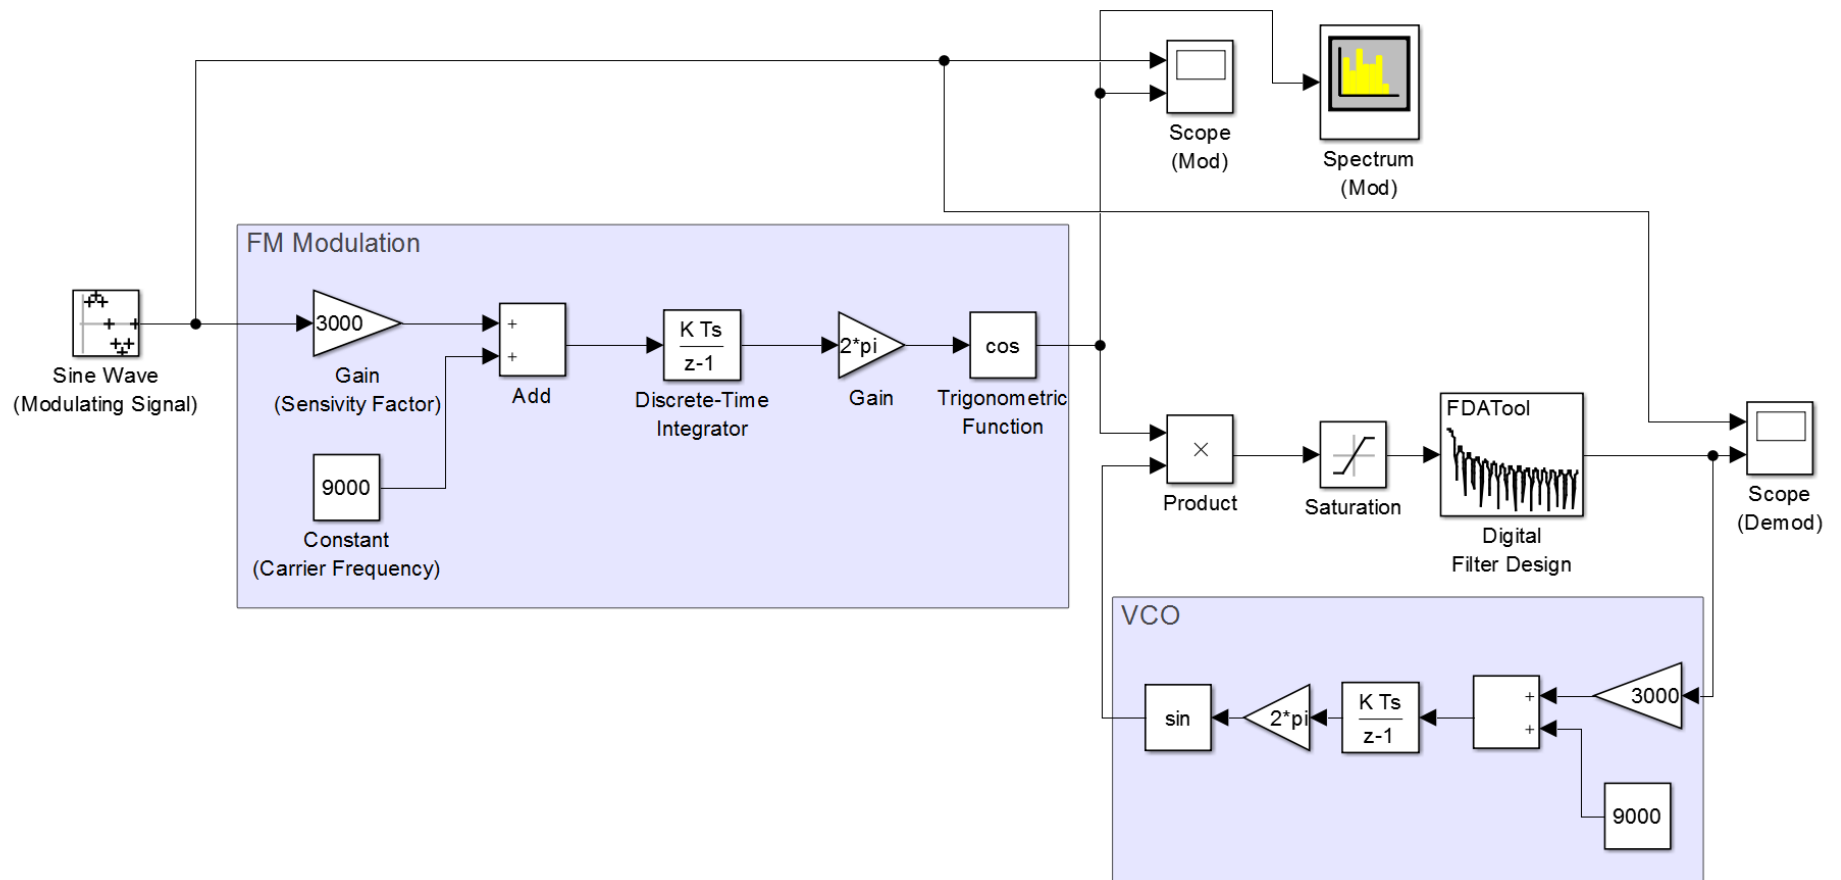 Scope
(Mod)
Spectrum
(Mod)
FM Modulation
3000
+
+
K Ts
z-1
2*pi
cos
Sine Wave
(Modulating Signal)
Gain
(Sensivity Factor)
Add
Discrete-Time
Integrator
Gain
Trigonometric
Function
9000
Constant
(Carrier Frequency)
×
Product
Saturation
FDATool
Digital
Filter Design
Scope
(Demod)
VCO
sin
2*pi
K Ts
z-1
+
+
3000
9000